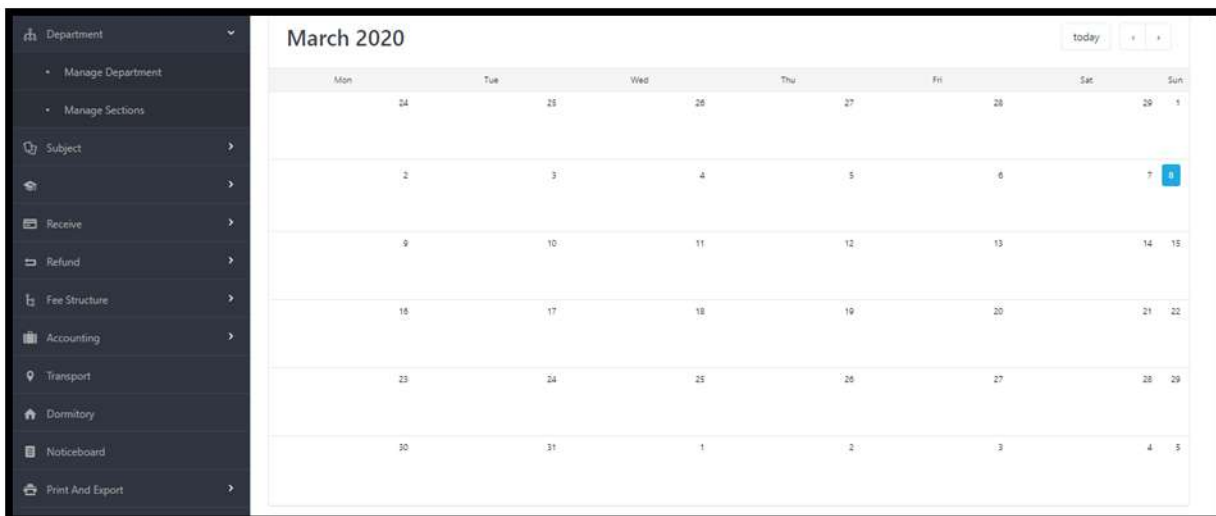 Department
Manage Department
Manage Sections
Subject
Receive
Refund
Fee Structure
Accounting
Transport
Dormitory
Noticeboard
Print And Export
March 2020
today
Mon Tue Wed Thu Fri Sat Sun
24 25 26 27 28 29 1
2 3 4 5 6 7 8
9 10 11 12 13 14 15
16 17 18 19 20 21 22
23 24 25 26 27 28 29
30 31 1 2 3 4 5